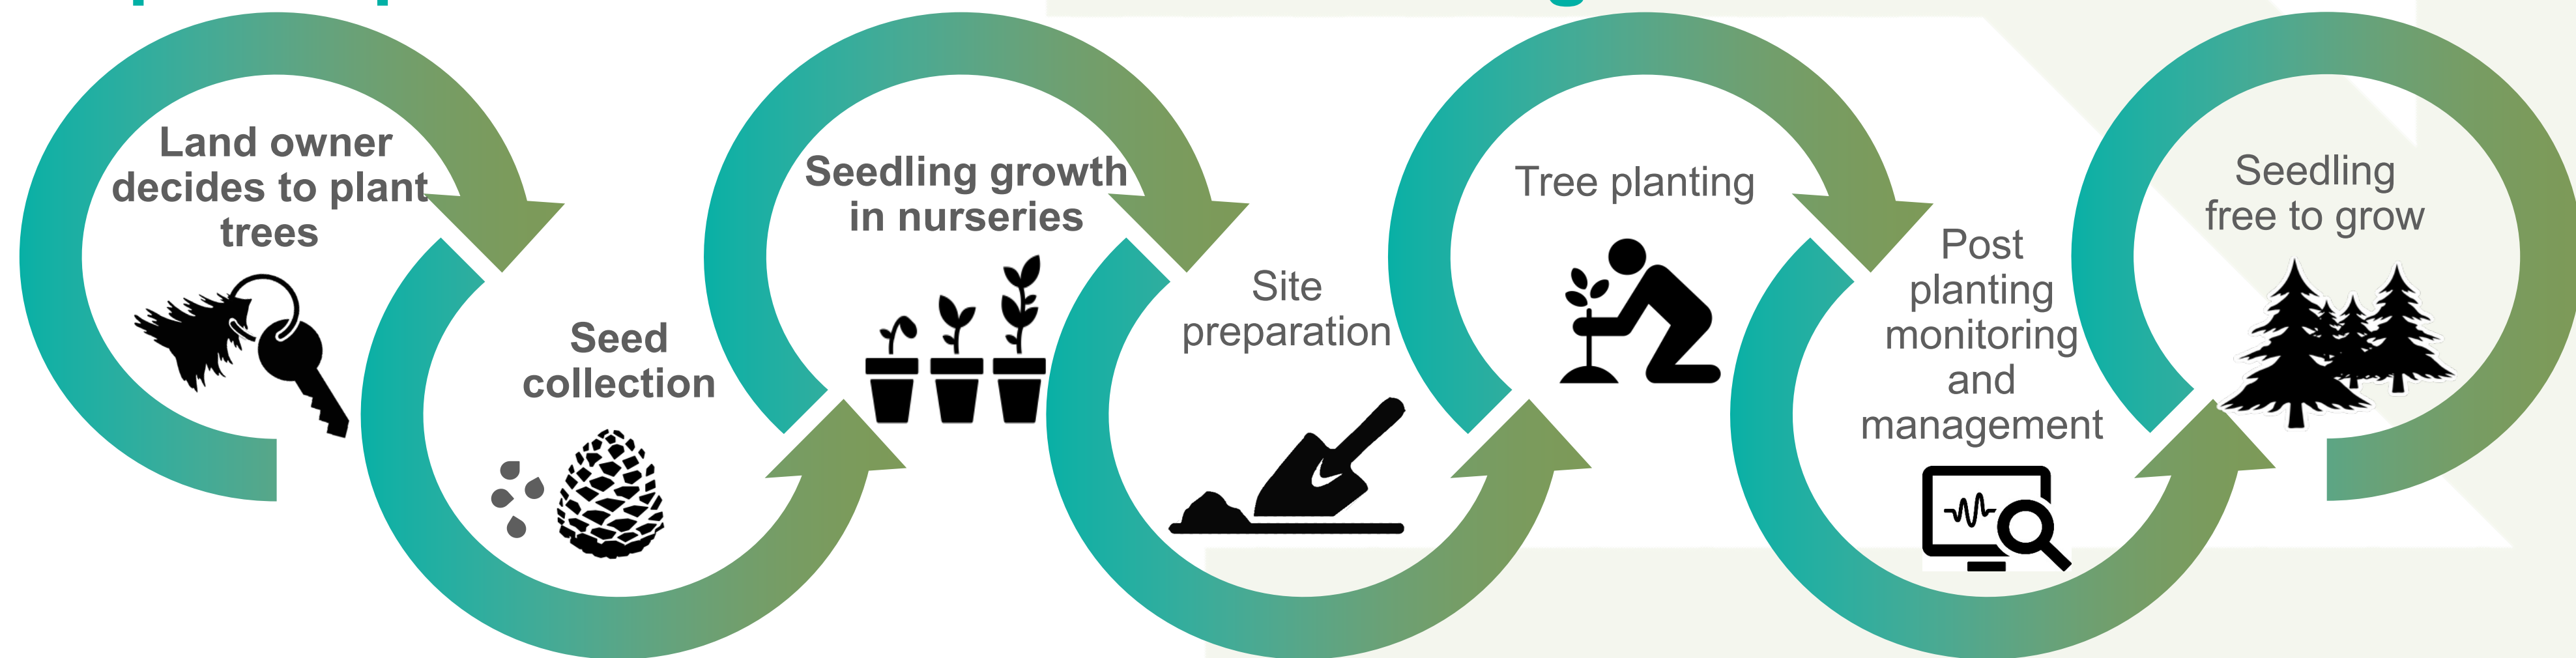 Land owner
decides to plant
trees
Seed
collection
Seedling growth
in nurseries
Site
preparation
Tree planting
Post
planting
monitoring
and
management
Seedling
free to grow